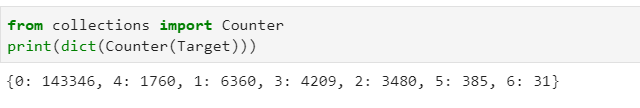 from collections import Counter
print(dict(Counter(Target)))
{0: 143346, 4: 1760, 1: 6360, 3: 4209, 2: 3480, 5: 385, 6: 31}